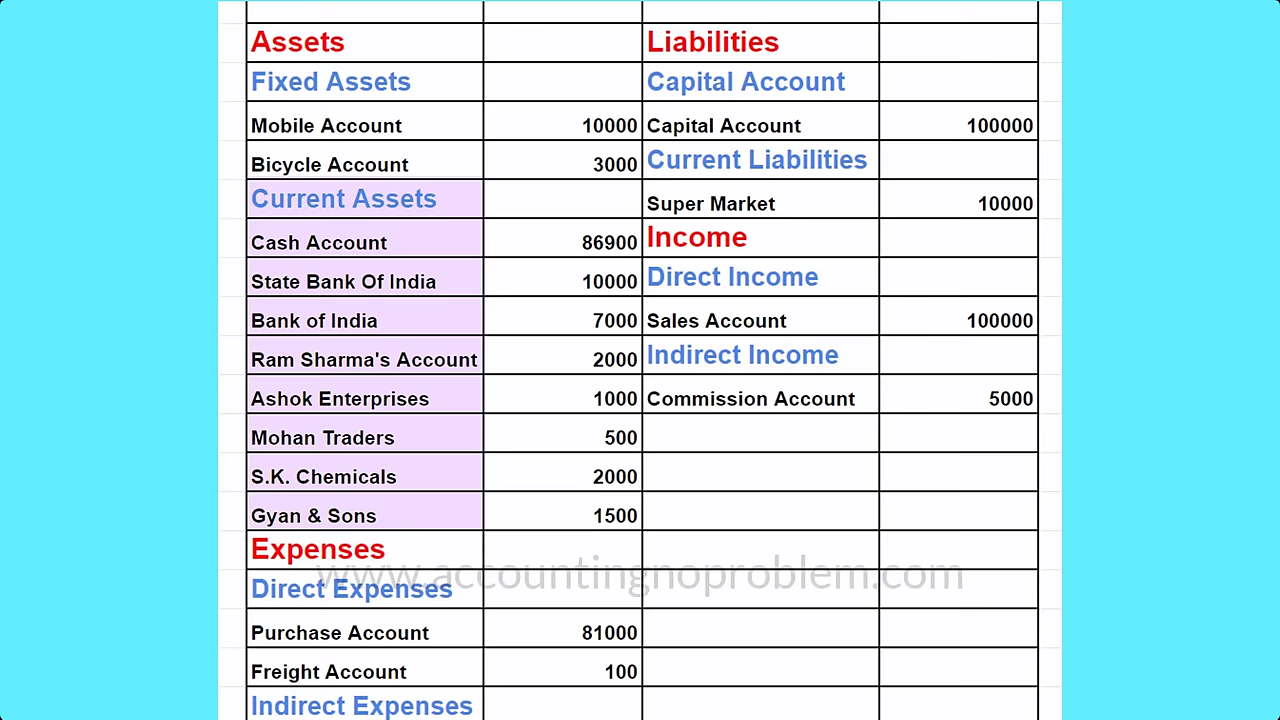 Assets Liabilities
Fixed Assets Capital Account
Mobile Account 10000 Capital Account 100000
Bicycle Account 3000 Current Liabilities
Current Assets Super Market 10000
Cash Account 86900 Income
State Bank Of India 10000 Direct Income
Bank of India 7000 Sales Account 100000
Ram Sharma's Account 2000 Indirect Income
Ashok Enterprises 1000 Commission Account 5000
Mohan Traders 500
S.K. Chemicals 2000
Gyan & Sons 1500
Expenses
www.accountingnoproblem.com
Direct Expenses
Purchase Account 81000
Freight Account 100
Indirect Expenses